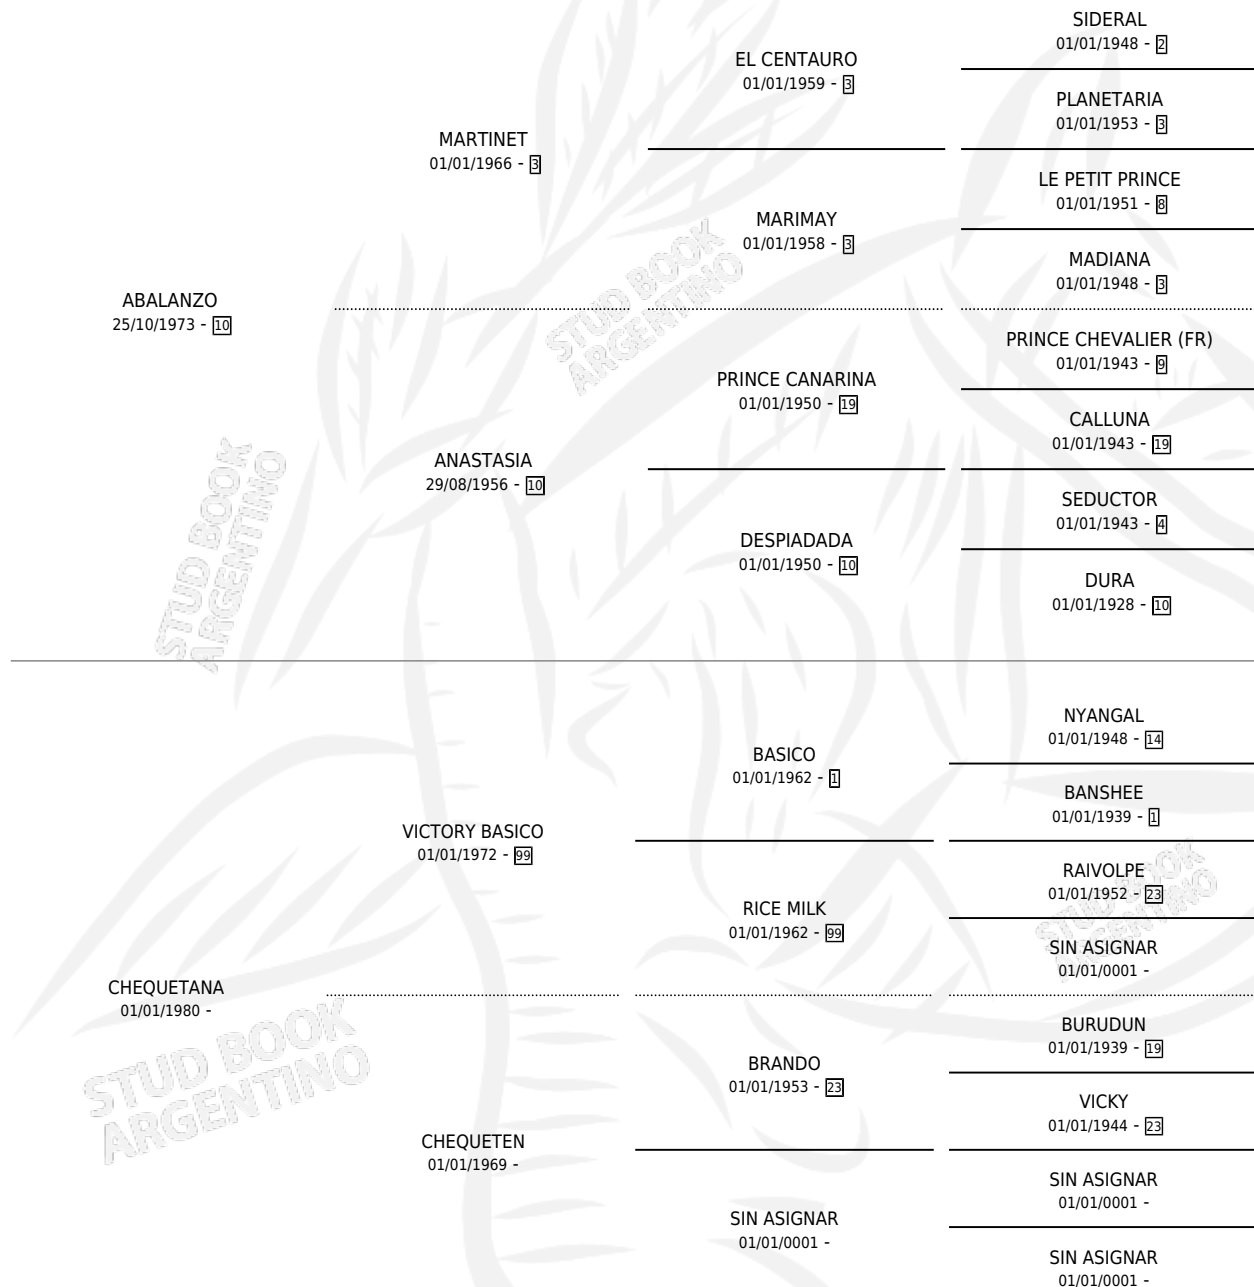 SIDERAL
01/01/1948 - 2
EL CENTAURO
01/01/1959 - 3
PLANETARIA
01/01/1953 - 3
MARTINET
01/01/1966 - 3
LE PETIT PRINCE
01/01/1951 - 8
MARIMAY
01/01/1958 - 3
MADIANA
01/01/1948 - 3
ABALANZO
25/10/1973 - 10
PRINCE CHEVALIER (FR)
01/01/1943 - 9
PRINCE CANARINA
01/01/1950 - 19
CALLUNA
01/01/1943 - 19
ANASTASIA
29/08/1956 - 10
SEDUCTOR
01/01/1943 - 4
DESPIADADA
01/01/1950 - 10
DURA
01/01/1928 - 10
NYANGAL
01/01/1948 - 14
BASICO
01/01/1962 - 1
BANSHEE
01/01/1939 - 1
VICTORY BASICO
01/01/1972 - 99
RAIVOLPE
01/01/1952 - 23
RICE MILK
01/01/1962 - 99
SIN ASIGNAR
01/01/0001 -
CHEQUETANA
01/01/1980 -
BURUDUN
01/01/1939 - 19
BRANDO
01/01/1953 - 23
VICKY
01/01/1944 - 23
CHEQUETEN
01/01/1969 -
SIN ASIGNAR
01/01/0001 -
SIN ASIGNAR
01/01/0001 -
SIN ASIGNAR
01/01/0001 -
STUD BOOK
ARGENTINO
STUD BOOK
ARGENTINO
STUD BOOK
ARGENTINO
STUD BOOK
ARGENTINO